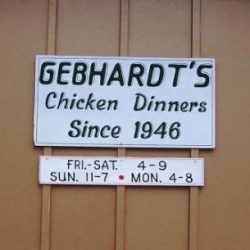 GEBHARDT'S
Chicken Dinners
Since 1946
FRI.-SAT. 4-9
SUN. 11-7 • MON. 4-8